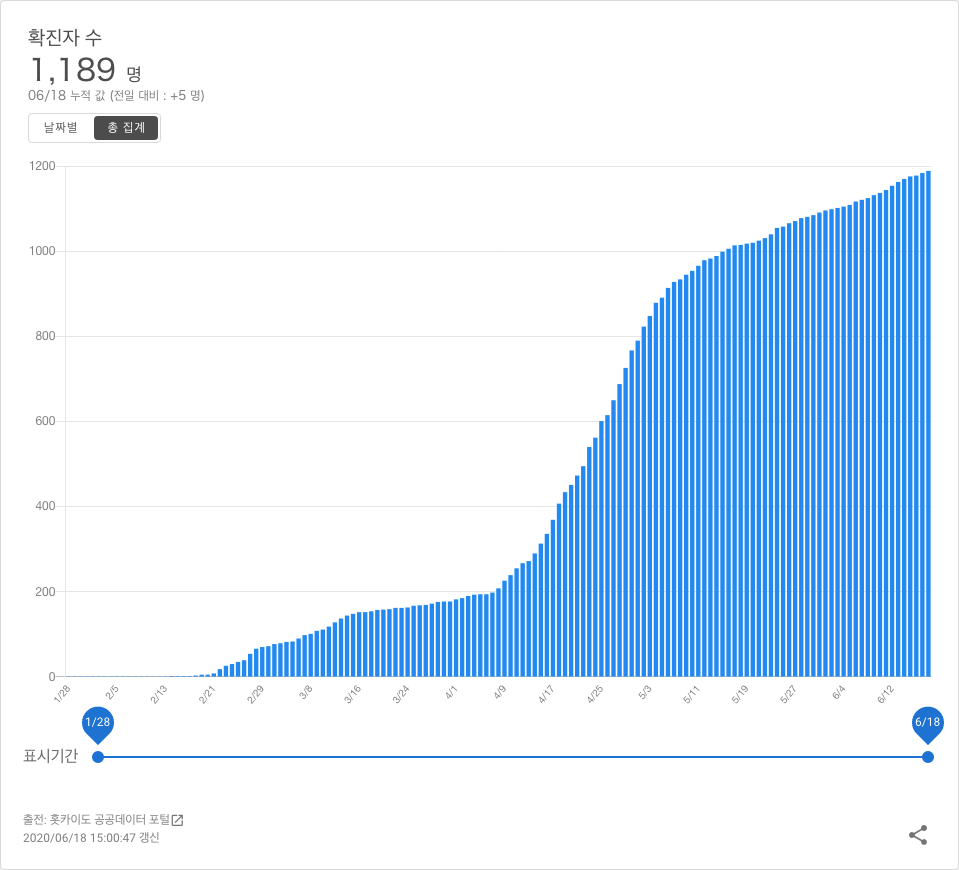 확진자 수
1,189 명
06/18 누적 값 (전일 대비 : +5 명)
날짜별 총 집계
1200
1000
800
600
400
200
0
1/28 2/5 2/13 2/21 2/29 3/8 3/16 3/24 4/1 4/9 4/17 4/25 5/3 5/11 5/19 5/27 6/4 6/12
1/28 6/18
표시기간
출전: 홋카이도 공공데이터 포털
2020/06/18 15:00:47 갱신